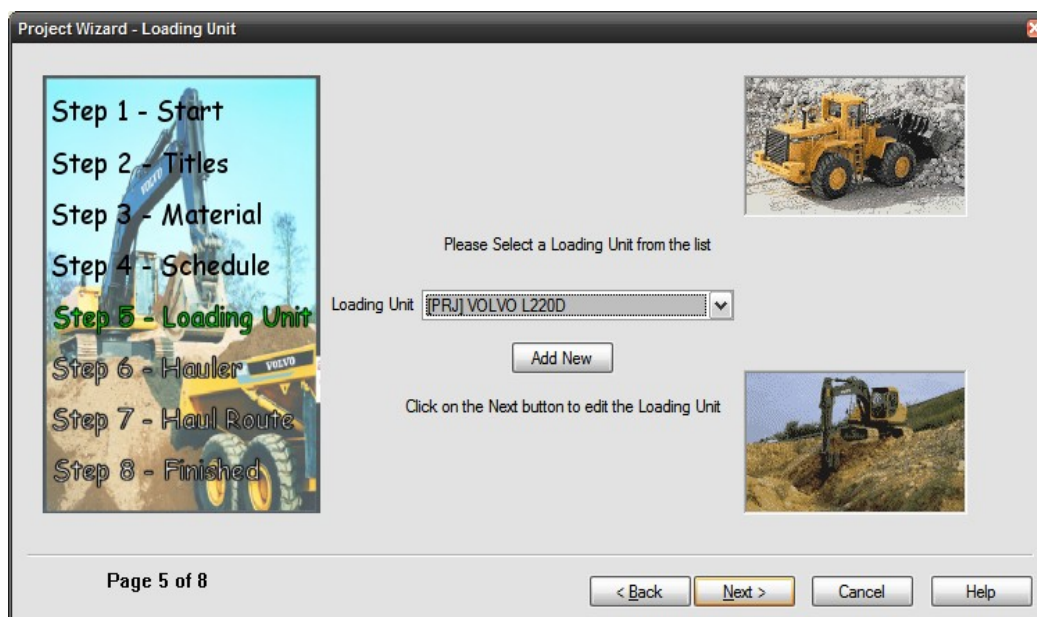 Project Wizard - Loading Unit
Step 1 - Start
Step 2 - Titles
Step 3 - Material
Step 4 - Schedule
Step 5 - Loading Unit
Step 6 - Hauler
Step 7 - Haul Route
Step 8 - Finished
VOLVO
VOLVO
Please Select a Loading Unit from the list
Loading Unit [PRJ] VOLVO L220D
Add New
Click on the Next button to edit the Loading Unit
Page 5 of 8
< Back Next > Cancel Help